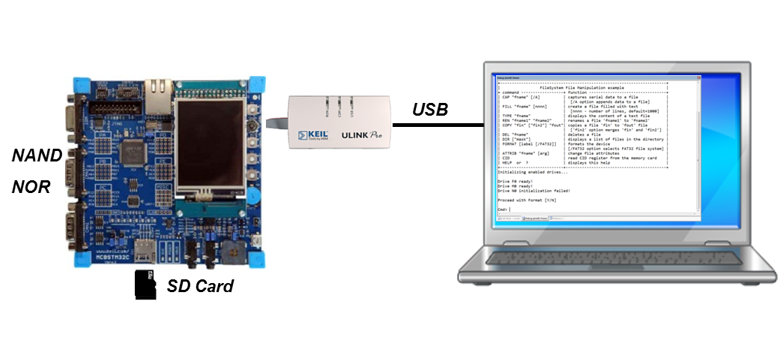 NAND
NOR
MCBSTM32C
SD Card
KEIL
ULINK Pro
USB
FileSystem File Manipulation example
command
function
CAP "fname" [/A]
captures serial data to a file
[/A option appends data to a file]
FILL "fname" [nnnn]
create a file filled with text
[nnnn - number of lines, default=1000]
TYPE "fname"
displays the content of a text file
REN "fname1" "fname2"
renames a file 'fname1' to 'fname2'
COPY "fin" ["fin2"] "fout"
copies a file 'fin' to 'fout' file
['fin2' option merges 'fin' and 'fin2']
DEL "fname"
deletes a file
DIR ["mask"]
displays a list of files in the directory
FORMAT [label [/FAT32]]
formats the device
[/FAT32 option selects FAT32 file system]
ATTRIB "fname" [arg]
change file attributes
CID
read CID register from the memory card
HELP or ?
displays this help
Initializing enabled drives...
Drive F0 ready!
Drive M0 ready!
Drive N0 initialization failed!
Proceed with Format [Y/N]
Cmd: